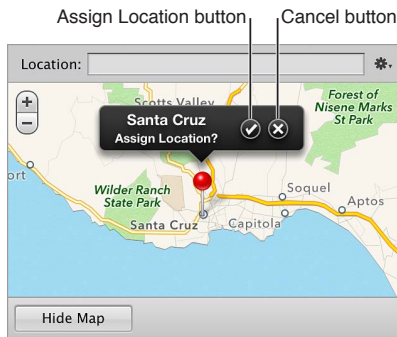 Assign Location button
Cancel button
Location:
Scotts Valley
Forest of
Nisene Marks
St Park
Santa Cruz
Assign Location?
ort
Wilder Ranch
State Park
Soquel
Aptos
Santa Cruz
Capitola
Hide Map